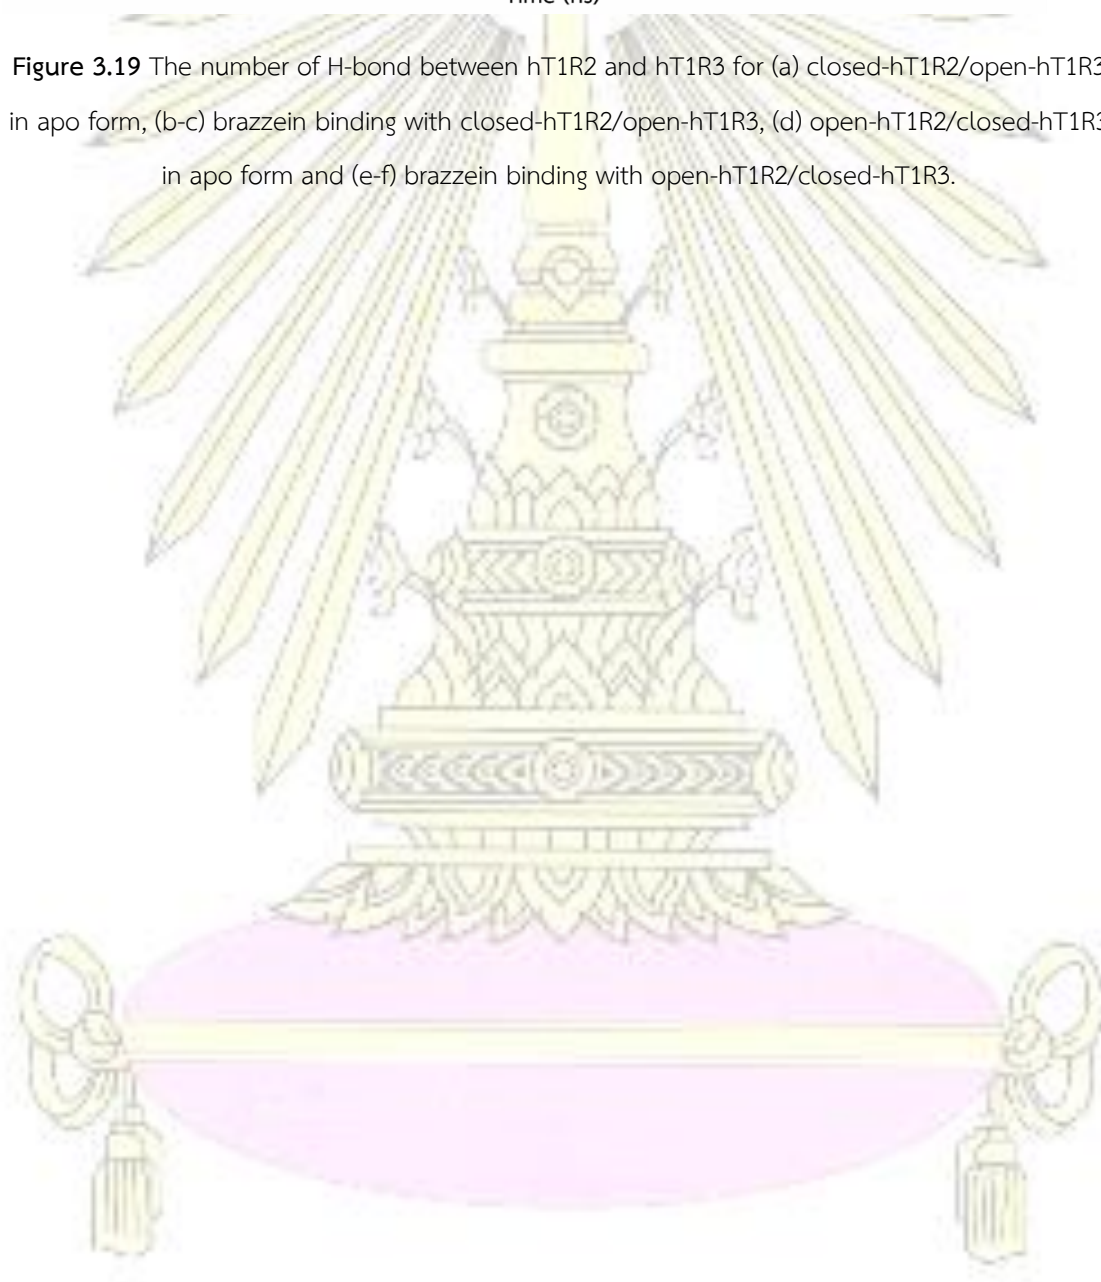 Time (ns)
Figure 3.19 The number of H-bond between hT1R2 and hT1R3 for (a) closed-hT1R2/open-hT1R3
in apo form, (b-c) brazzein binding with closed-hT1R2/open-hT1R3, (d) open-hT1R2/closed-hT1R3
in apo form and (e-f) brazzein binding with open-hT1R2/closed-hT1R3.